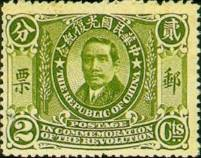 貳分
中華民國光復紀念
郵票
THE REPUBLIC OF CHINA
POSTAGE
2 Cts.
IN COMMEMORATION
OF THE REVOLUTION